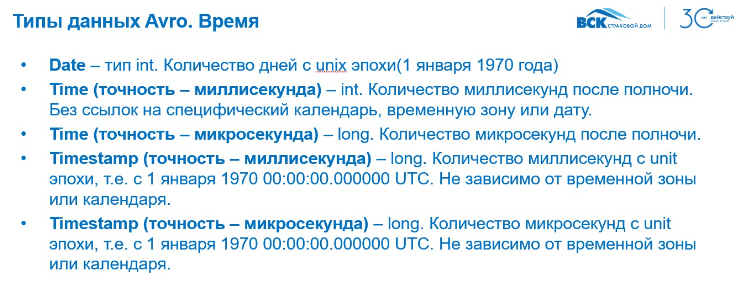 Типы данных Avro. Время
ВСК СТРАХОВОЙ ДОМ
30 лет действуй
• Date – тип int. Количество дней с unix эпохи(1 января 1970 года)
• Time (точность – миллисекунда) – int. Количество миллисекунд после полночи.
Без ссылок на специфический календарь, временную зону или дату.
• Time (точность – микросекунда) – long. Количество микросекунд после полночи.
• Timestamp (точность – миллисекунда) – long. Количество миллисекунд с unit
эпохи, т.е. с 1 января 1970 00:00:00.000000 UTC. Не зависимо от временной зоны
или календаря.
• Timestamp (точность – микросекунда) – long. Количество микросекунд с unit
эпохи, т.е. с 1 января 1970 00:00:00.000000 UTC. Не зависимо от временной зоны
или календаря.